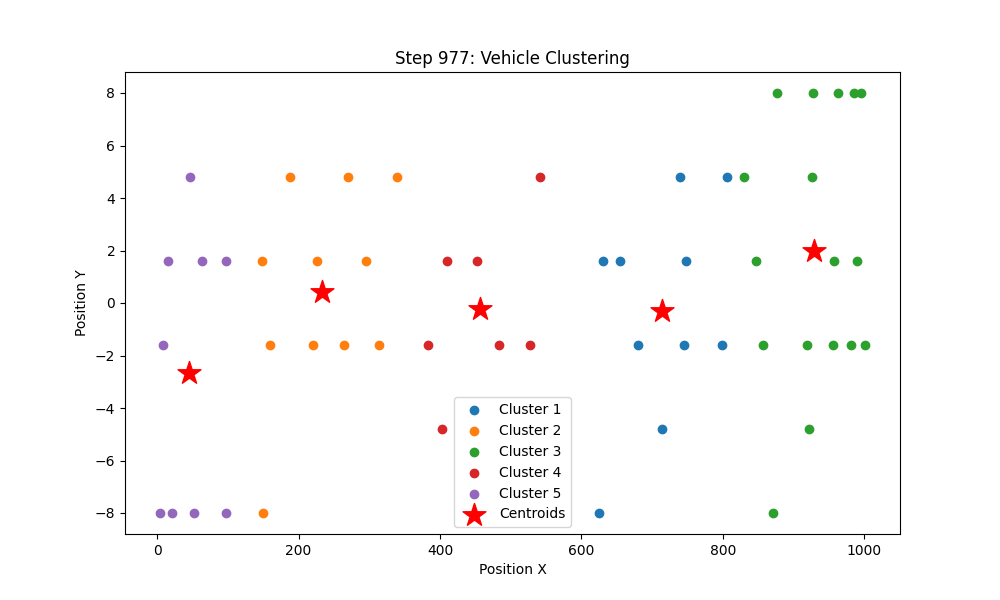 Step 977: Vehicle Clustering
8
6
4
2
0
−2
−4
−6
−8
Position Y
Cluster 1
Cluster 2
Cluster 3
Cluster 4
Cluster 5
Centroids
0 200 400 600 800 1000
Position X